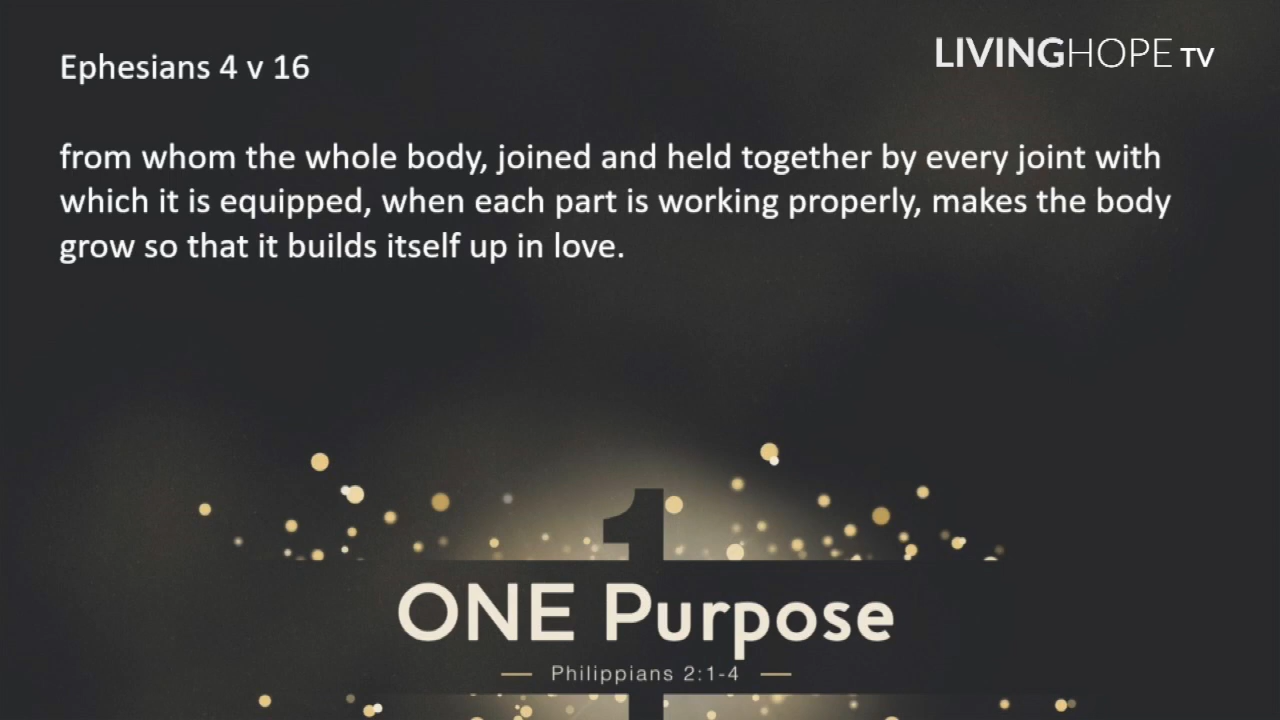 Ephesians 4 v 16
LIVINGHOPE TV
from whom the whole body, joined and held together by every joint with
which it is equipped, when each part is working properly, makes the body
grow so that it builds itself up in love.
1
ONE Purpose
Philippians 2:1-4